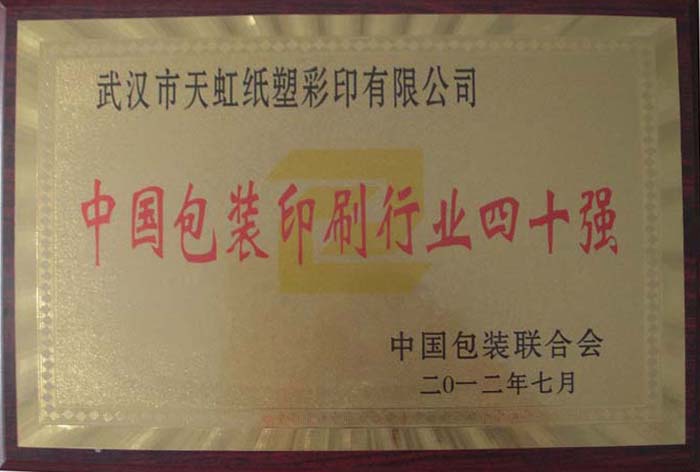 武汉市天虹纸塑彩印有限公司
中国包装印刷行业四十强
中国包装联合会
二〇一二年七月